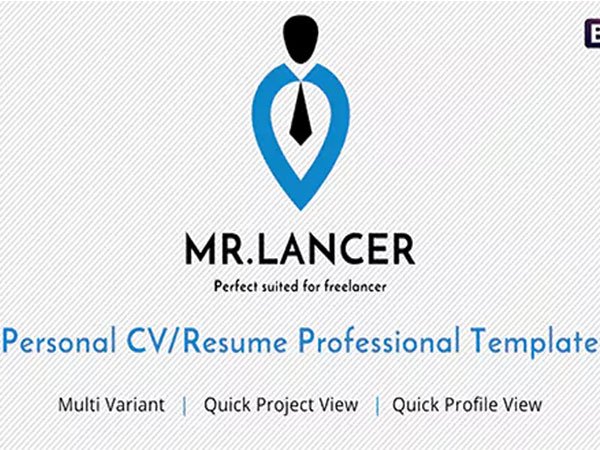 MR.LANCER
Perfect suited for freelancer
Personal CV/Resume Professional Template
Multi Variant | Quick Project View | Quick Profile View